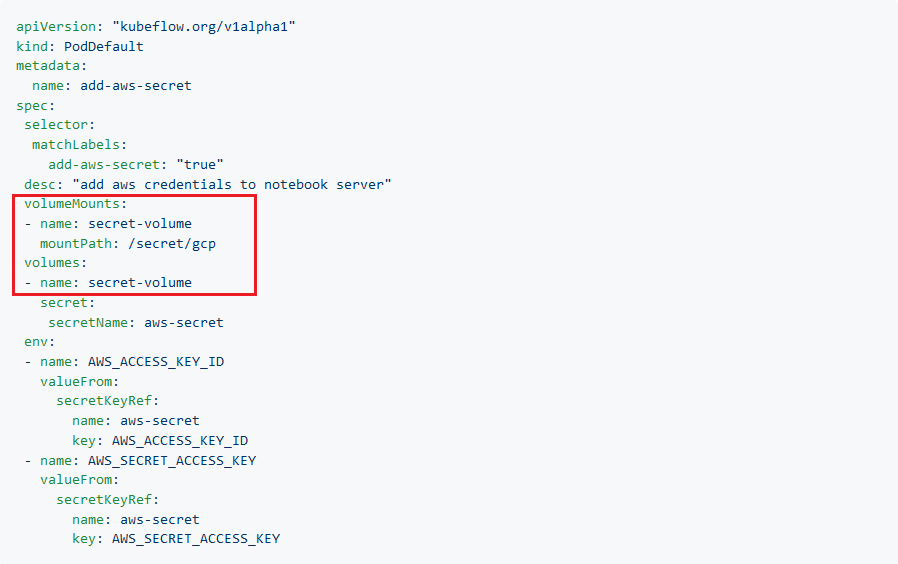 apiVersion: "kubeflow.org/v1alpha1"
kind: PodDefault
metadata:
  name: add-aws-secret
spec:
 selector:
  matchLabels:
    add-aws-secret: "true"
 desc: "add aws credentials to notebook server"
 volumeMounts:
 - name: secret-volume
   mountPath: /secret/gcp
 volumes:
 - name: secret-volume
   secret:
    secretName: aws-secret
 env:
 - name: AWS_ACCESS_KEY_ID
   valueFrom:
     secretKeyRef:
       name: aws-secret
       key: AWS_ACCESS_KEY_ID
 - name: AWS_SECRET_ACCESS_KEY
   valueFrom:
     secretKeyRef:
       name: aws-secret
       key: AWS_SECRET_ACCESS_KEY